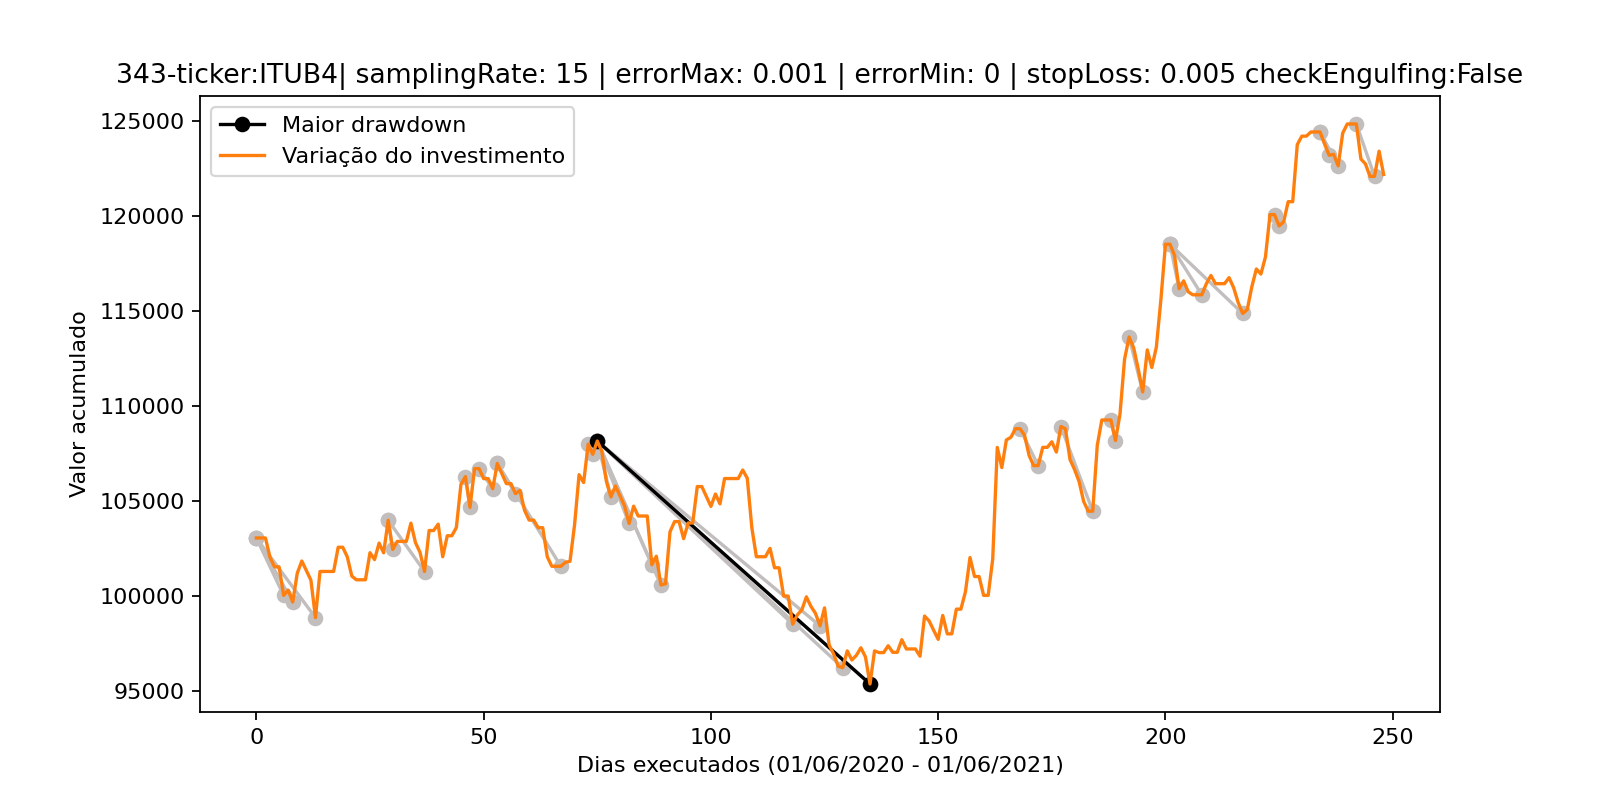 343-ticker:ITUB4| samplingRate: 15 | errorMax: 0.001 | errorMin: 0 | stopLoss: 0.005 checkEngulfing:False
Maior drawdown
Variação do investimento
Valor acumulado
125000
120000
115000
110000
105000
100000
95000
0 50 100 150 200 250
Dias executados (01/06/2020 - 01/06/2021)